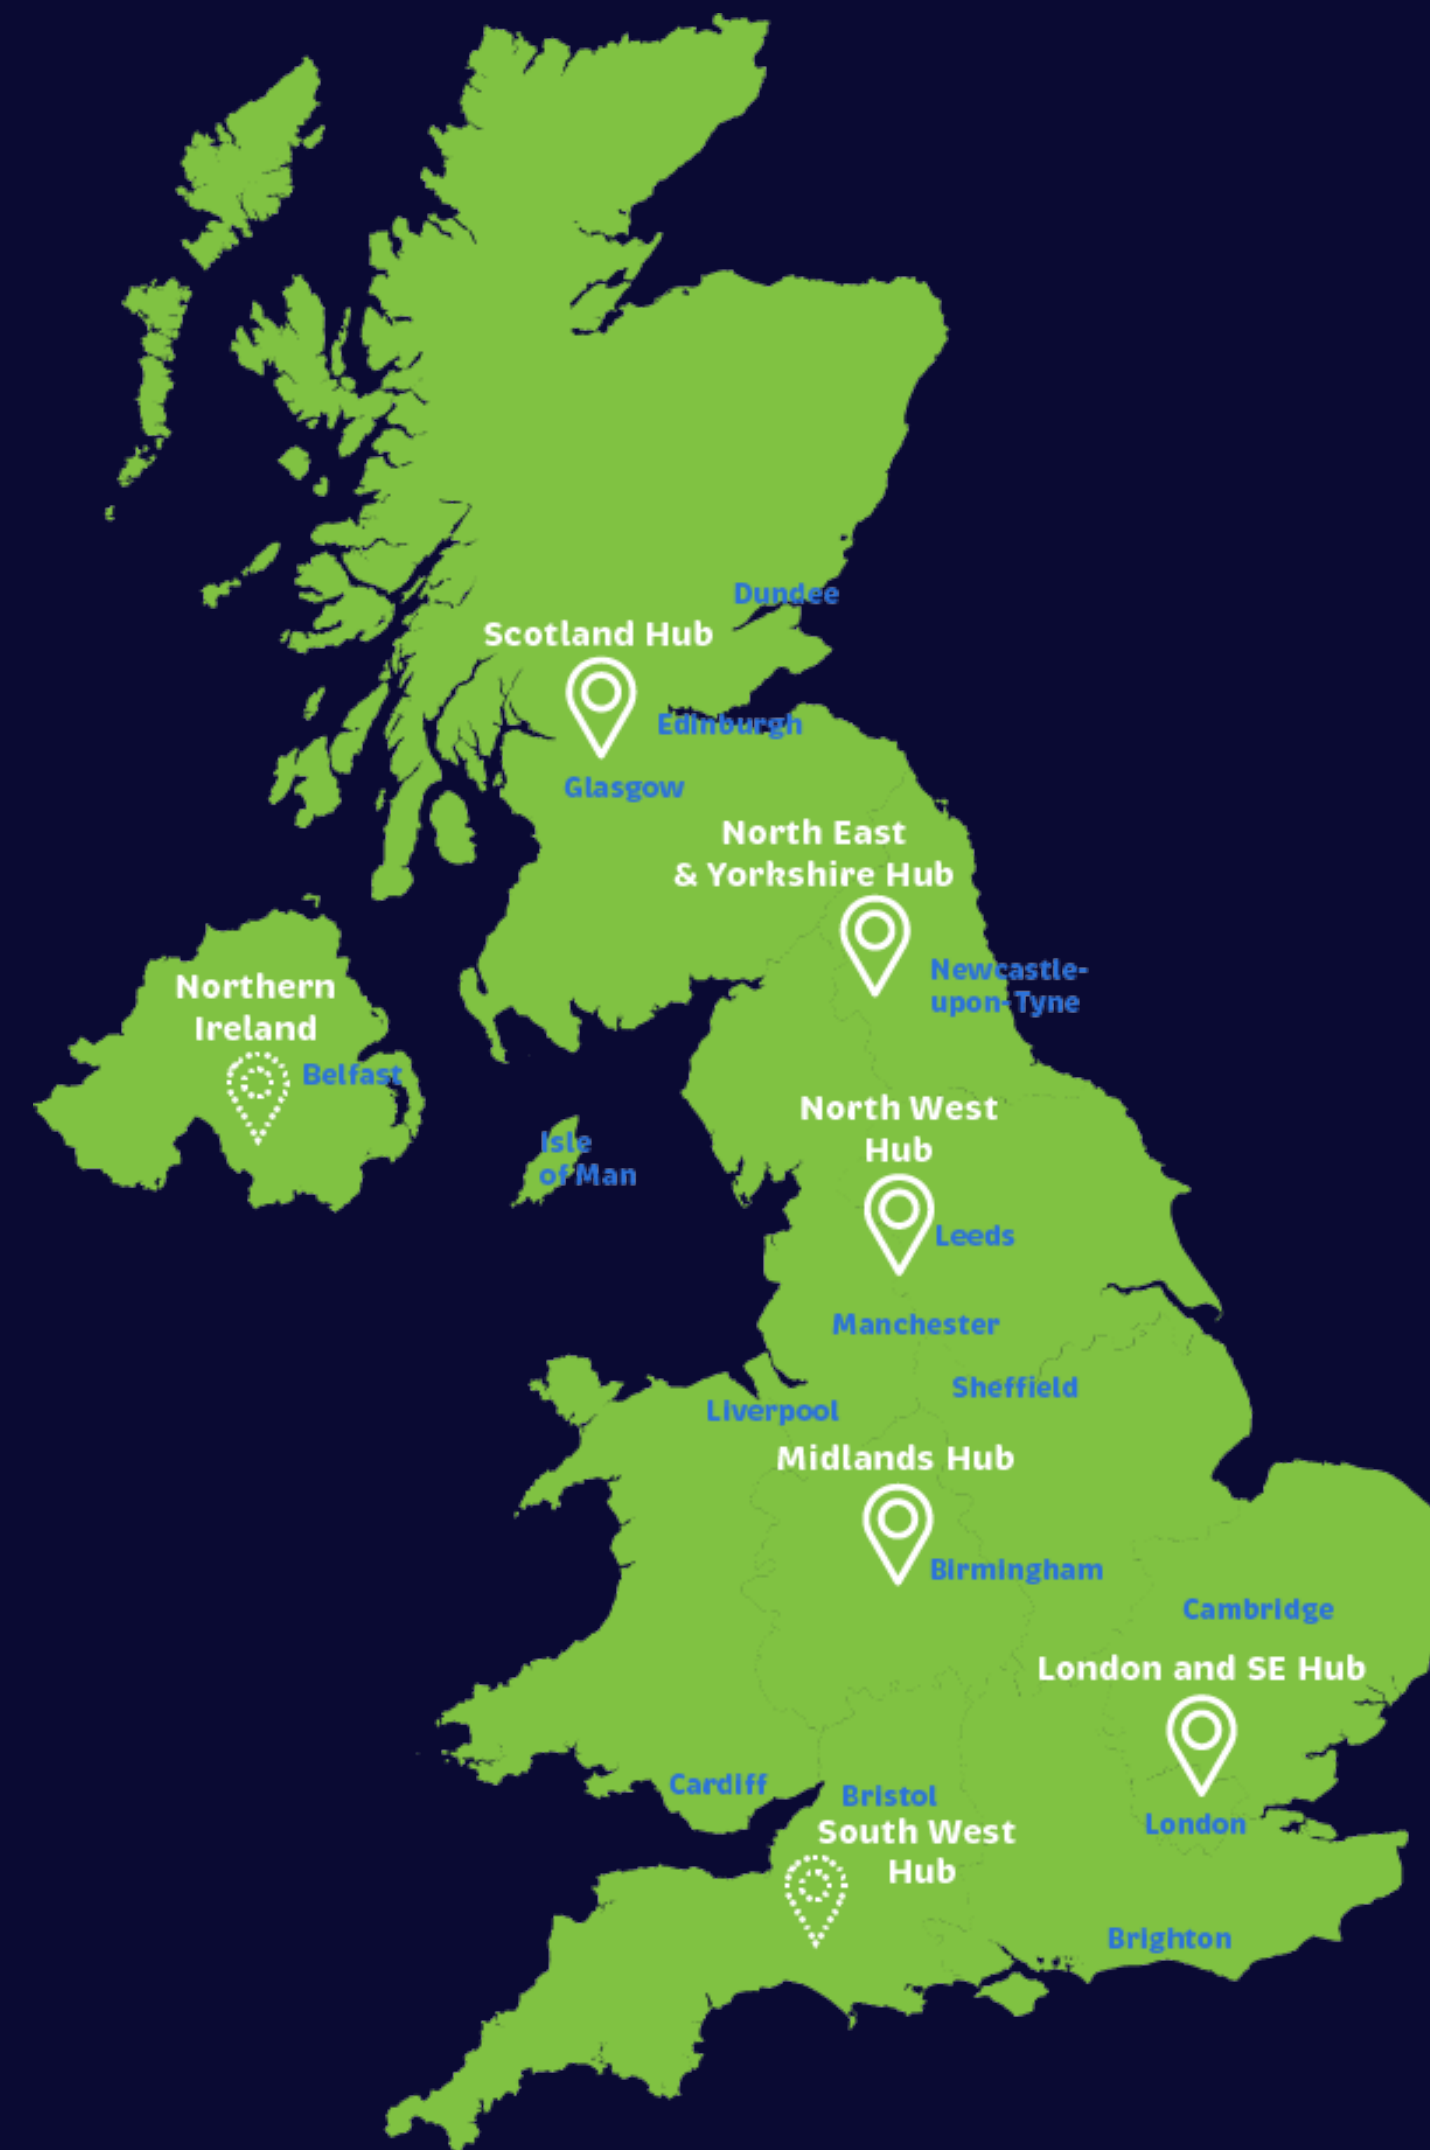 Dundee
Scotland Hub
Edinburgh
Glasgow
North East
& Yorkshire Hub
Newcastle-
upon-Tyne
Northern
Ireland
Belfast
North West
Hub
Isle
of Man
Leeds
Manchester
Sheffield
Liverpool
Midlands Hub
Birmingham
Cambridge
London and SE Hub
Cardiff
Bristol
London
South West
Hub
Brighton